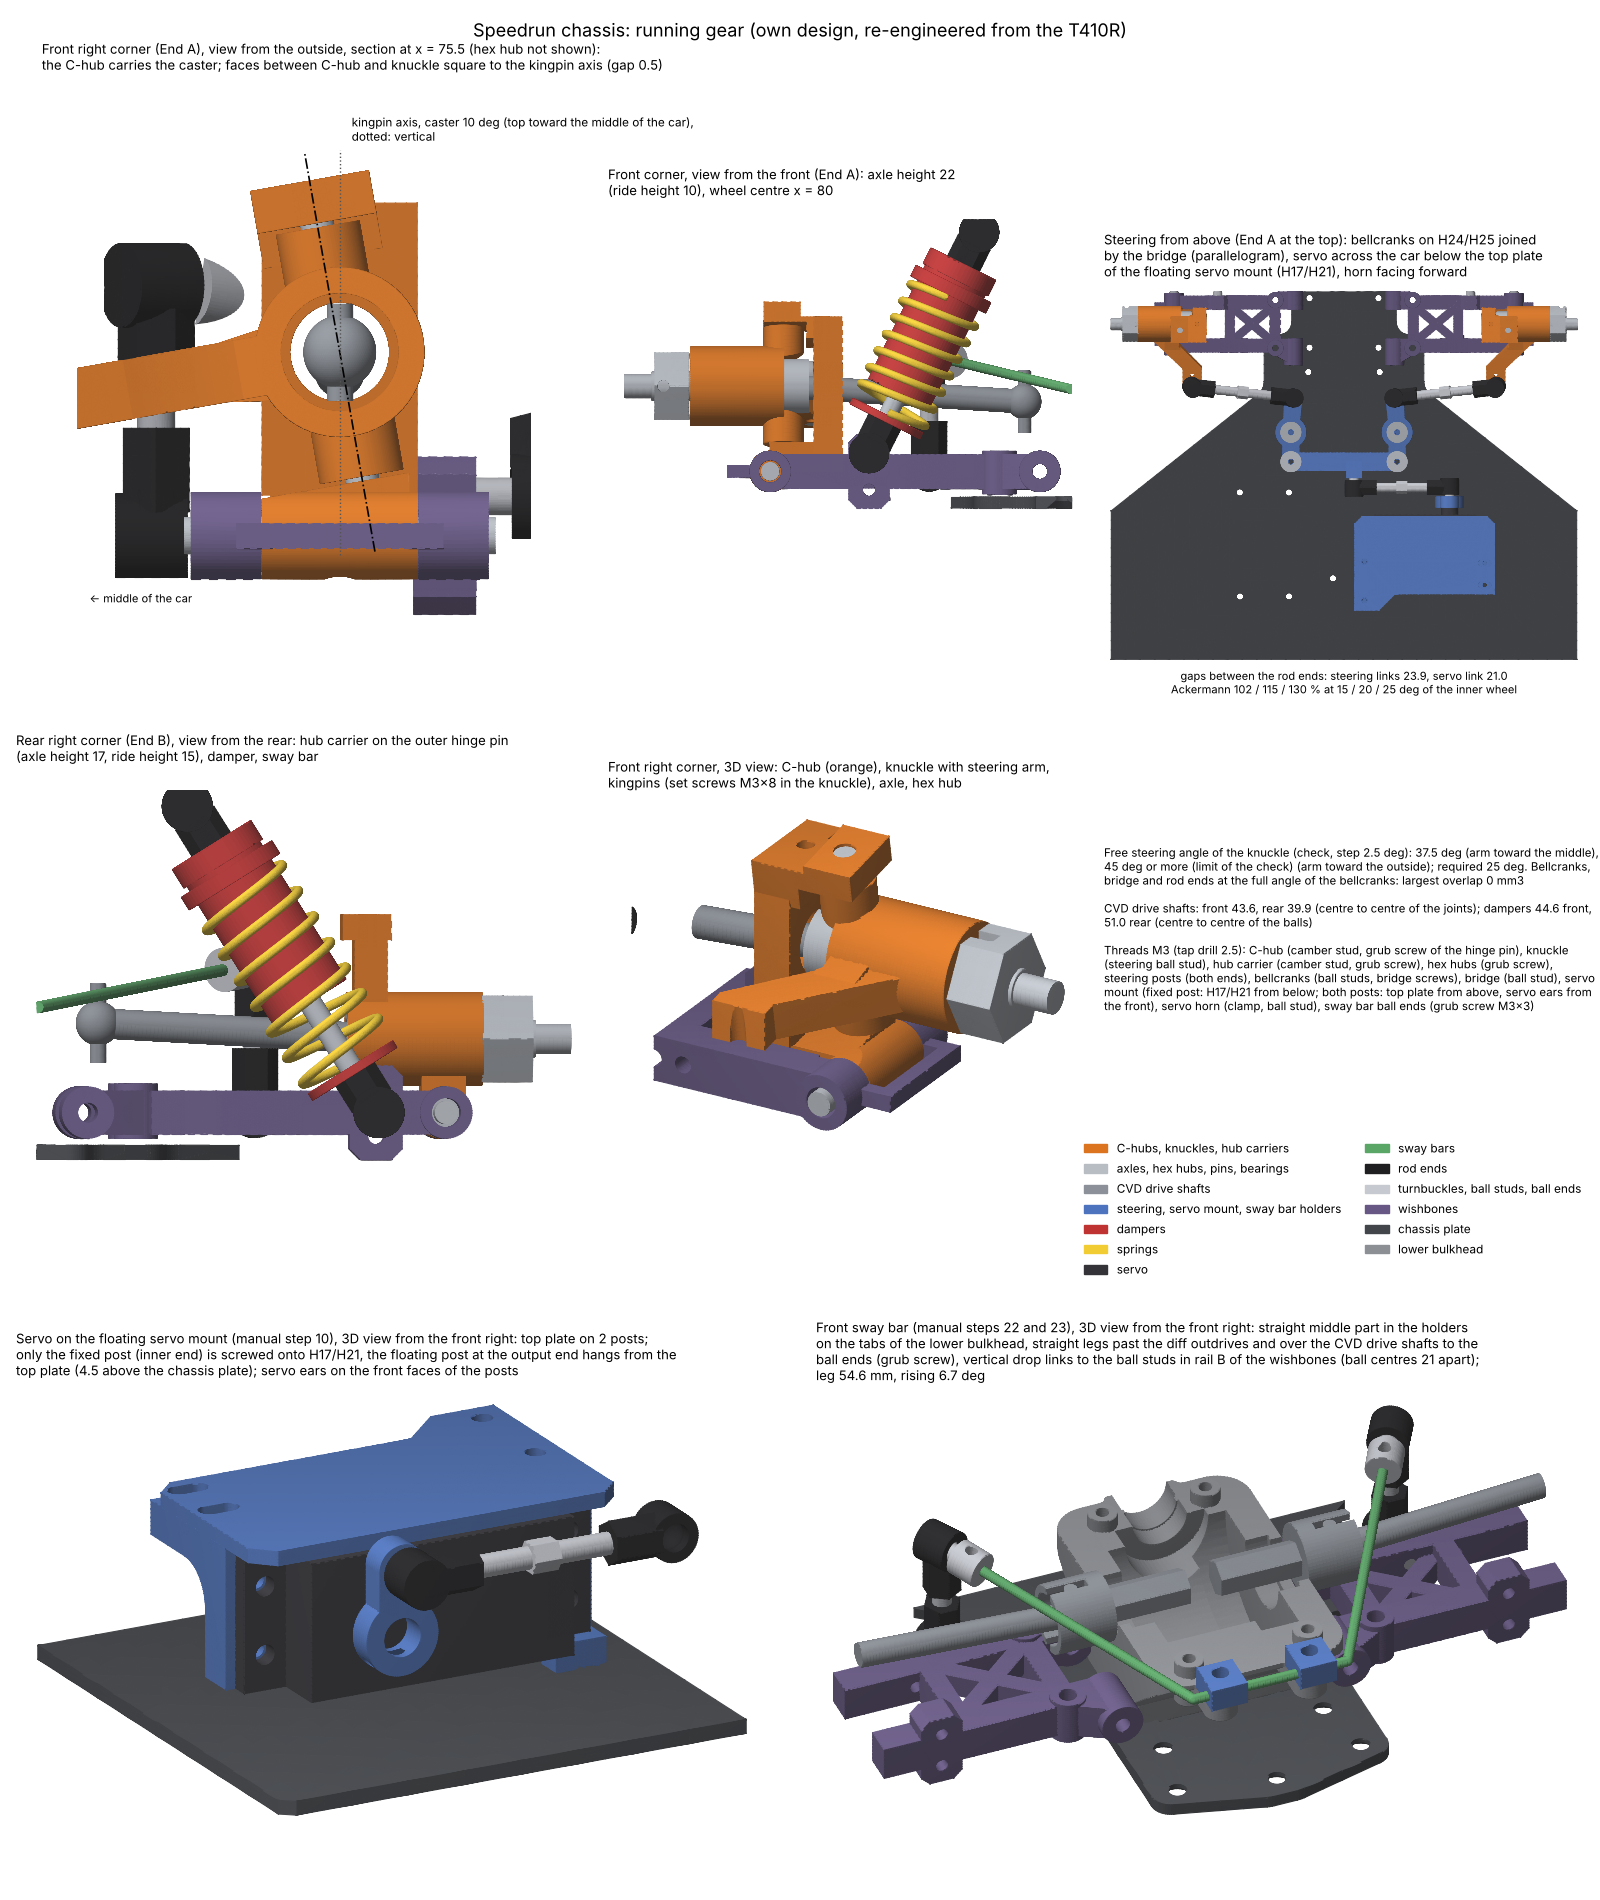 Speedrun chassis: running gear (own design, re-engineered from the T410R)
Front right corner (End A), view from the outside, section at x = 75.5 (hex hub not shown):
the C-hub carries the caster; faces between C-hub and knuckle square to the kingpin axis (gap 0.5)
kingpin axis, caster 10 deg (top toward the middle of the car),
dotted: vertical
← middle of the car
Front corner, view from the front (End A): axle height 22
(ride height 10), wheel centre x = 80
Steering from above (End A at the top): bellcranks on H24/H25 joined
by the bridge (parallelogram), servo across the car below the top plate
of the floating servo mount (H17/H21), horn facing forward
gaps between the rod ends: steering links 23.9, servo link 21.0
Ackermann 102 / 115 / 130 % at 15 / 20 / 25 deg of the inner wheel
Rear right corner (End B), view from the rear: hub carrier on the outer hinge pin
(axle height 17, ride height 15), damper, sway bar
Front right corner, 3D view: C-hub (orange), knuckle with steering arm,
kingpins (set screws M3×8 in the knuckle), axle, hex hub
Free steering angle of the knuckle (check, step 2.5 deg): 37.5 deg (arm toward the middle),
45 deg or more (limit of the check) (arm toward the outside); required 25 deg. Bellcranks,
bridge and rod ends at the full angle of the bellcranks: largest overlap 0 mm3
CVD drive shafts: front 43.6, rear 39.9 (centre to centre of the joints); dampers 44.6 front,
51.0 rear (centre to centre of the balls)
Threads M3 (tap drill 2.5): C-hub (camber stud, grub screw of the hinge pin), knuckle
(steering ball stud), hub carrier (camber stud, grub screw), hex hubs (grub screw),
steering posts (both ends), bellcranks (ball studs, bridge screws), bridge (ball stud), servo
mount (fixed post: H17/H21 from below; both posts: top plate from above, servo ears from
the front), servo horn (clamp, ball stud), sway bar ball ends (grub screw M3×3)
C-hubs, knuckles, hub carriers
axles, hex hubs, pins, bearings
CVD drive shafts
steering, servo mount, sway bar holders
dampers
springs
servo
sway bars
rod ends
turnbuckles, ball studs, ball ends
wishbones
chassis plate
lower bulkhead
Servo on the floating servo mount (manual step 10), 3D view from the front right: top plate on 2 posts;
only the fixed post (inner end) is screwed onto H17/H21, the floating post at the output end hangs from the
top plate (4.5 above the chassis plate); servo ears on the front faces of the posts
Front sway bar (manual steps 22 and 23), 3D view from the front right: straight middle part in the holders
on the tabs of the lower bulkhead, straight legs past the diff outdrives and over the CVD drive shafts to the
ball ends (grub screw), vertical drop links to the ball studs in rail B of the wishbones (ball centres 21 apart);
leg 54.6 mm, rising 6.7 deg